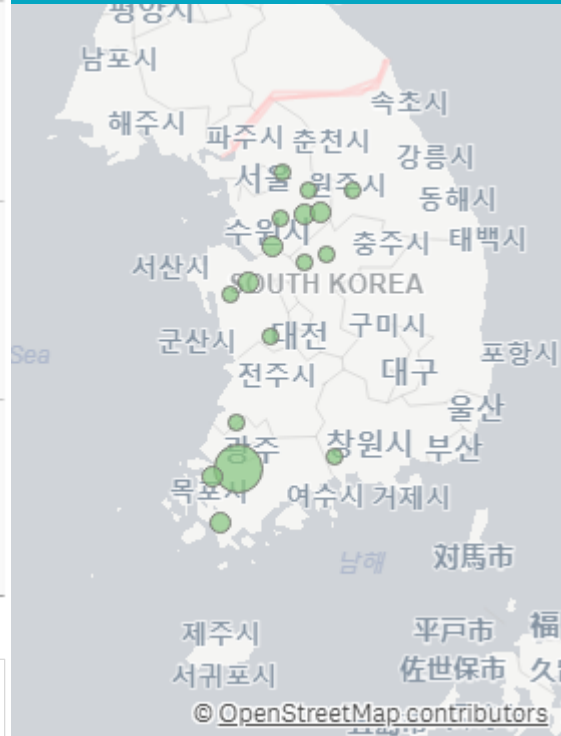 평양시
남포시
속초시
해주시
파주시 춘천시
강릉시
서울 원주시
동해시
수원시
충주시 태백시
서산시
SOUTH KOREA
군산시 대전 구미시
Sea
포항시
전주시 대구
울산
광주 창원시 부산
목포시 여수시 거제시
남해 対馬市
제주시 平戸市 福
서귀포시 佐世保市 久
© OpenStreetMap contributors